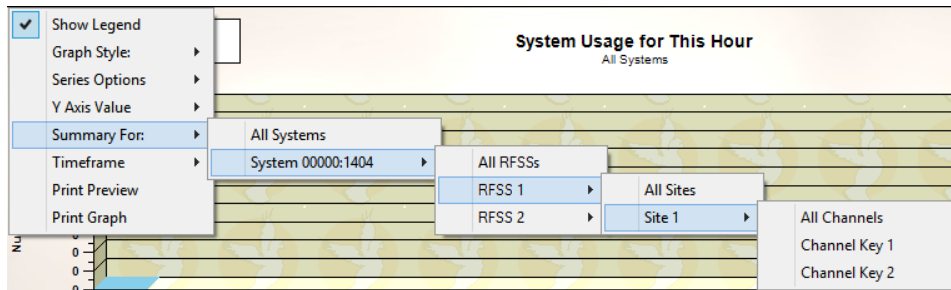 Show Legend
Graph Style:
Series Options
Y Axis Value
Summary For:
Timeframe
Print Preview
Print Graph
System Usage for This Hour
All Systems
All Systems
System 00000:1404
All RFSSs
RFSS 1
RFSS 2
All Sites
Site 1
All Channels
Channel Key 1
Channel Key 2
0
0